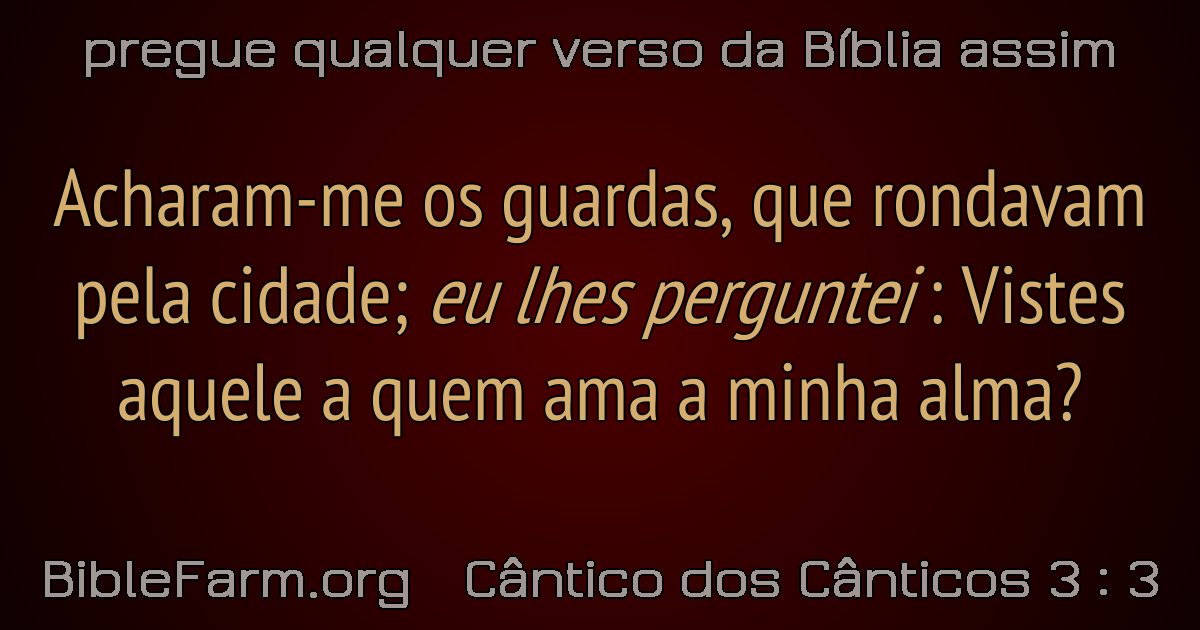 pregue qualquer verso da Bíblia assim
Acharam-me os guardas, que rondavam
pela cidade; eu lhes perguntei : Vistes
aquele a quem ama a minha alma?
BibleFarm.org Cântico dos Cânticos 3 : 3